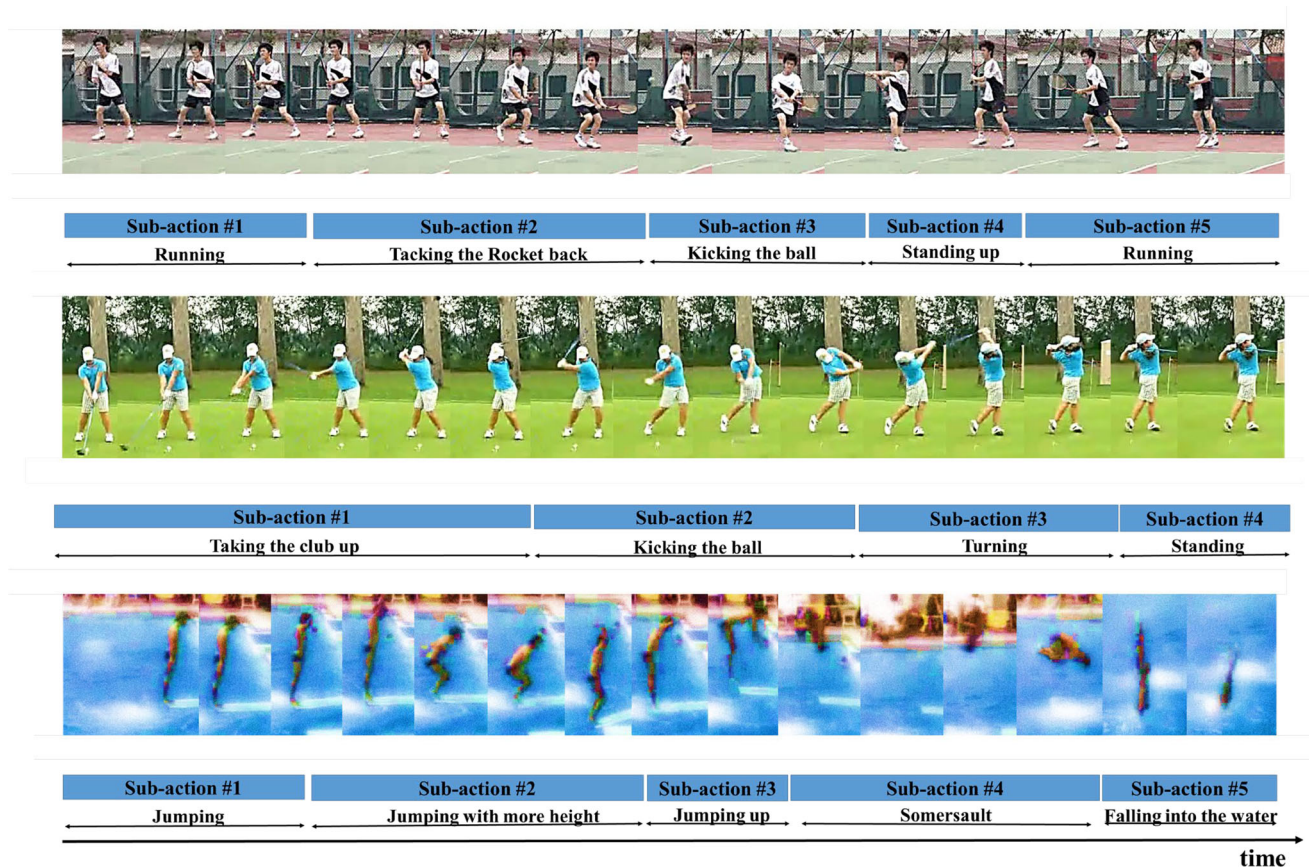 Sub-action #1 Sub-action #2 Sub-action #3 Sub-action #4 Sub-action #5
Running Tacking the Rocket back Kicking the ball Standing up Running
Sub-action #1 Sub-action #2 Sub-action #3 Sub-action #4
Taking the club up Kicking the ball Turning Standing
Sub-action #1 Sub-action #2 Sub-action #3 Sub-action #4 Sub-action #5
Jumping Jumping with more height Jumping up Somersault Falling into the water
time